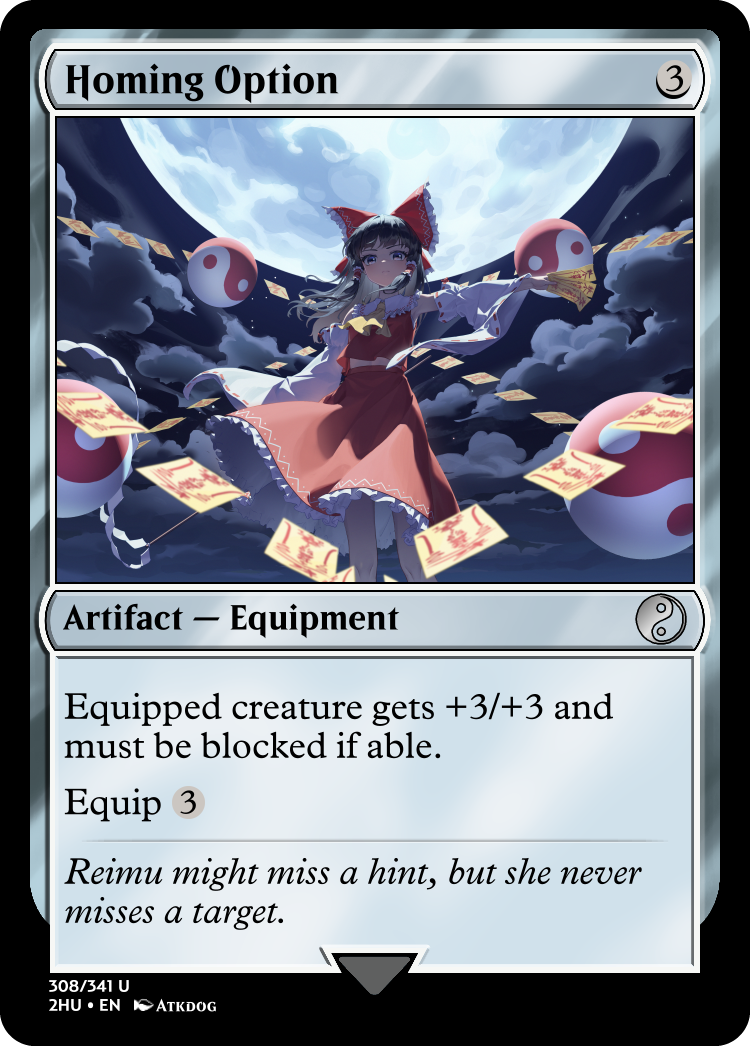 Homing Option 3
Artifact — Equipment
Equipped creature gets +3/+3 and
must be blocked if able.
Equip 3
Reimu might miss a hint, but she never
misses a target.
308/341 U
2HU • EN Atkdog